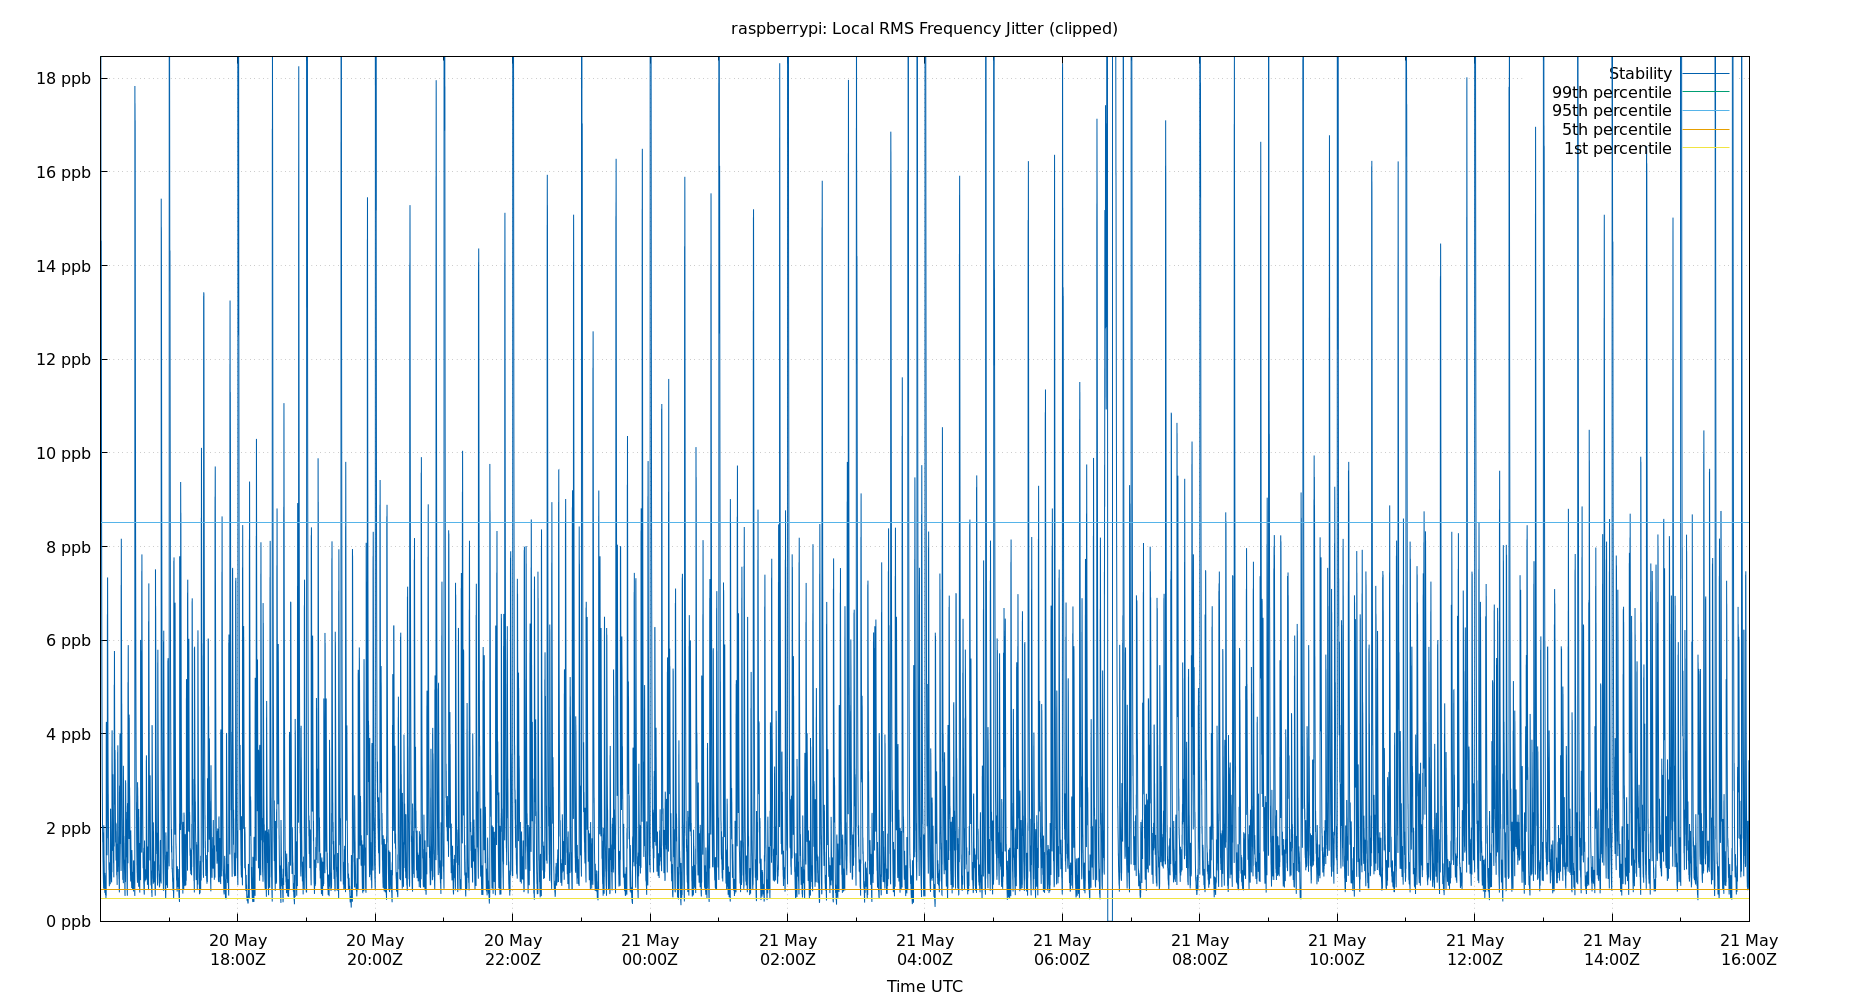 raspberrypi: Local RMS Frequency Jitter (clipped)
18 ppb
16 ppb
14 ppb
12 ppb
10 ppb
8 ppb
6 ppb
4 ppb
2 ppb
0 ppb
Stability
99th percentile
95th percentile
5th percentile
1st percentile
20 May 20 May 20 May 21 May 21 May 21 May 21 May 21 May 21 May 21 May 21 May 21 May
18:00Z 20:00Z 22:00Z 00:00Z 02:00Z 04:00Z 06:00Z 08:00Z 10:00Z 12:00Z 14:00Z 16:00Z
Time UTC